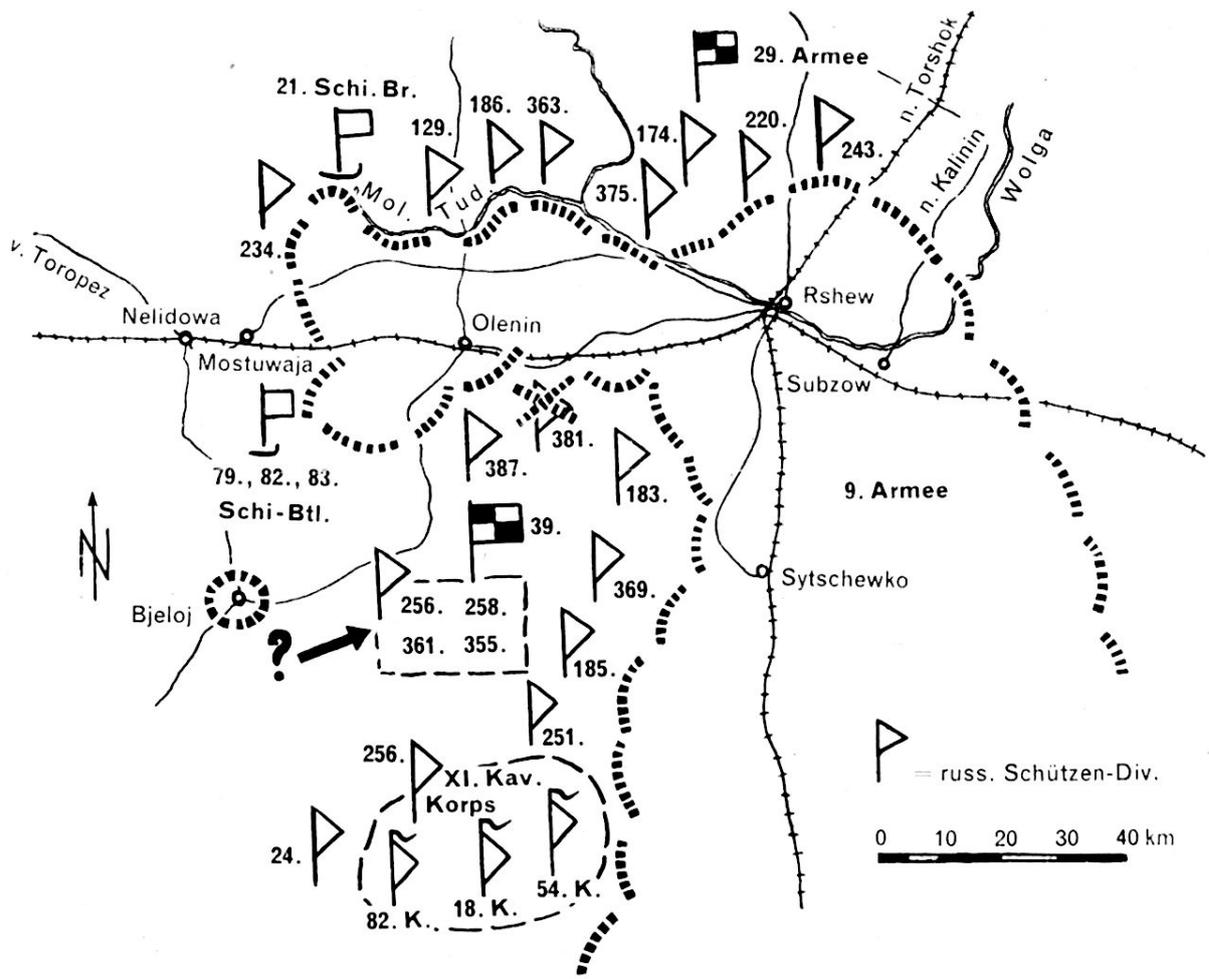 29. Armee
n. Torshok
21. Schi. Br.
186.
363.
129.
174.
220.
243.
n. Kalinin
Wolga
Mol. Tud.
375.
234.
v. Toropez
Nelidowa
Mostuwaja
Olenin
Rshew
Subzow
381.
387.
183.
79., 82., 83.
Schi-Btl.
9. Armee
39.
369.
Sytschewko
Bjeloj
256. 258.
361. 355.
?
185.
251.
256.
XI. Kav.
Korps
= russ. Schützen-Div.
24.
82. K.
18. K.
54. K.
0 10 20 30 40 km
N